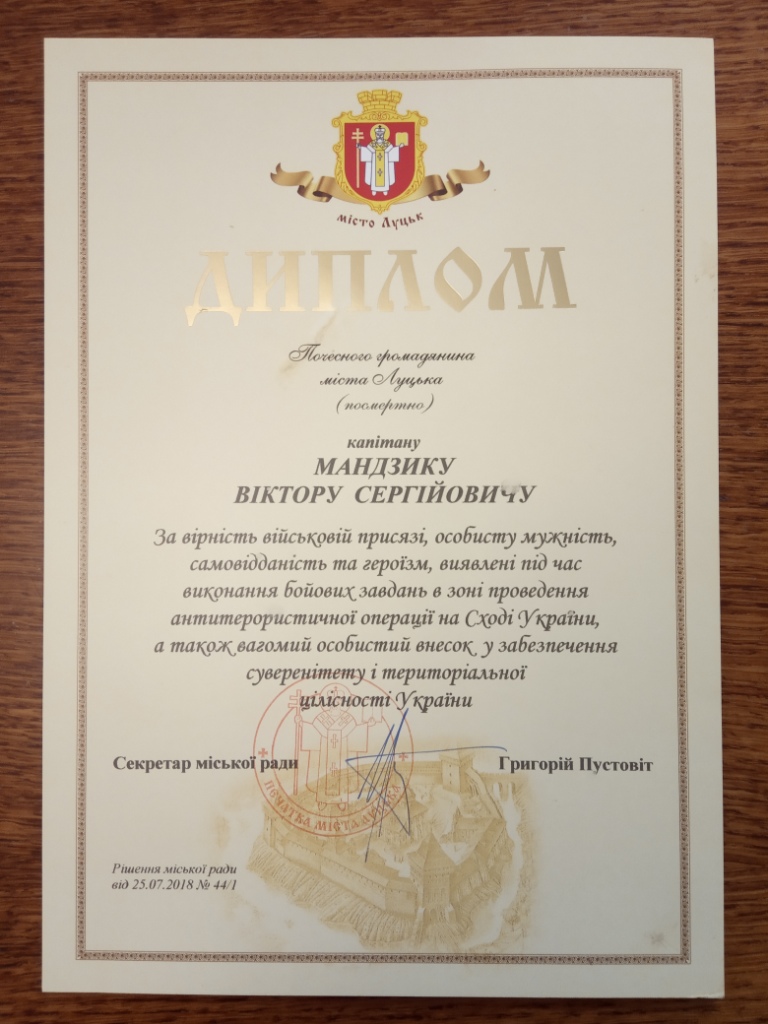 місто Луцьк
ДИПЛОМ
Почесного громадянина
міста Луцька
(посмертно)
капітану
МАНДЗИКУ
ВІКТОРУ СЕРГІЙОВИЧУ
За вірність військовій присязі, особисту мужність,
самовідданість та героїзм, виявлені під час
виконання бойових завдань в зоні проведення
антитерористичної операції на Сході України,
а також вагомий особистий внесок у забезпечення
суверенітету і територіальної
цілісності України
Секретар міської ради Григорій Пустовіт
ПЕЧАТКА МІСТА ЛУЦЬКА
Рішення міської ради
від 25.07.2018 № 44/1